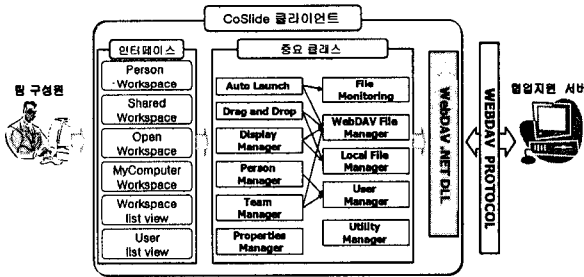 CoSlide 클라이언트
인터페이스
중요 클래스
팀 구성원
Person
Workspace
Shared
Workspace
Open
Workspace
MyComputer
Workspace
Workspace
list view
User
list view
Auto Launch
Drag and Drop
Display
Manager
Person
Manager
Team
Manager
Properties
Manager
File
Monitoring
WebDAV File
Manager
Local File
Manager
User
Manager
Utility
Manager
WebDAV .NET DLL
WEBDAV PROTOCOL
협업지원 서버